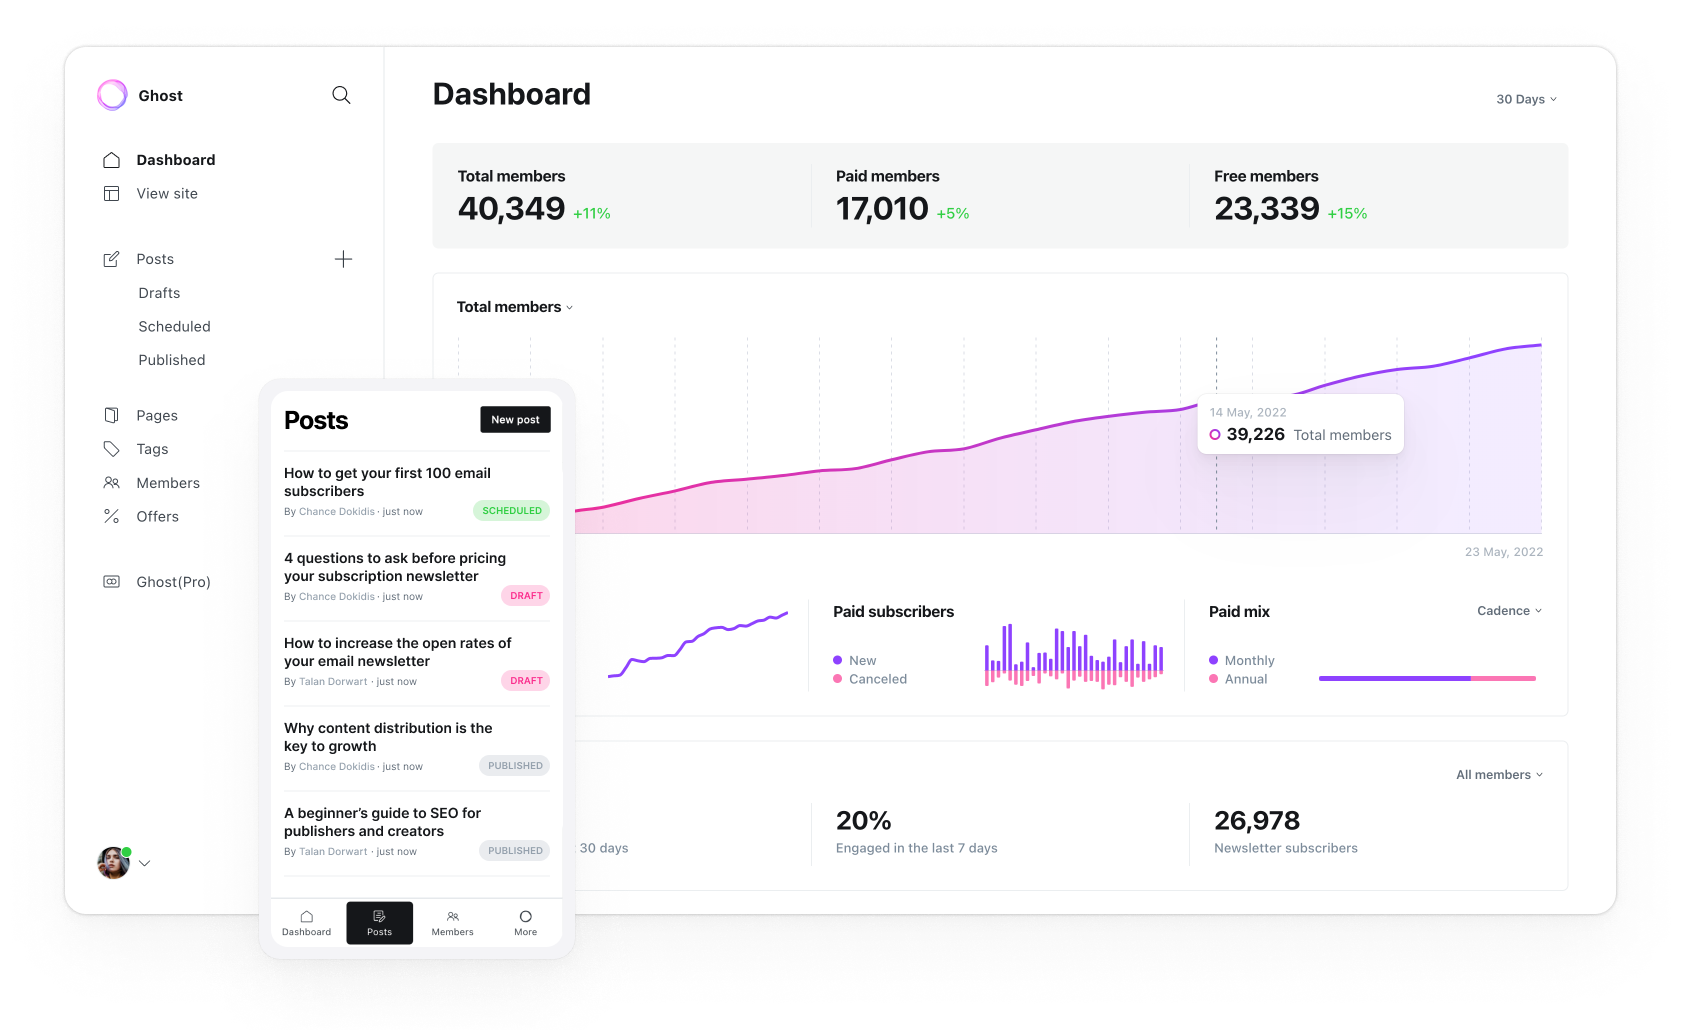 Ghost
Dashboard
View site
Posts
Drafts
Scheduled
Published
Pages
Tags
Members
Offers
Ghost(Pro)
Dashboard
30 Days
Total members
40,349 +11%
Paid members
17,010 +5%
Free members
23,339 +15%
Total members
14 May, 2022
39,226 Total members
23 May, 2022
Paid subscribers
New
Canceled
Paid mix
Cadence
Monthly
Annual
All members
30 days
20%
Engaged in the last 7 days
26,978
Newsletter subscribers
Posts
New post
How to get your first 100 email
subscribers
By Chance Dokidis · just now
SCHEDULED
4 questions to ask before pricing
your subscription newsletter
By Chance Dokidis · just now
DRAFT
How to increase the open rates of
your email newsletter
By Talan Dorwart · just now
DRAFT
Why content distribution is the
key to growth
By Chance Dokidis · just now
PUBLISHED
A beginner’s guide to SEO for
publishers and creators
By Talan Dorwart · just now
PUBLISHED
Dashboard
Posts
Members
More